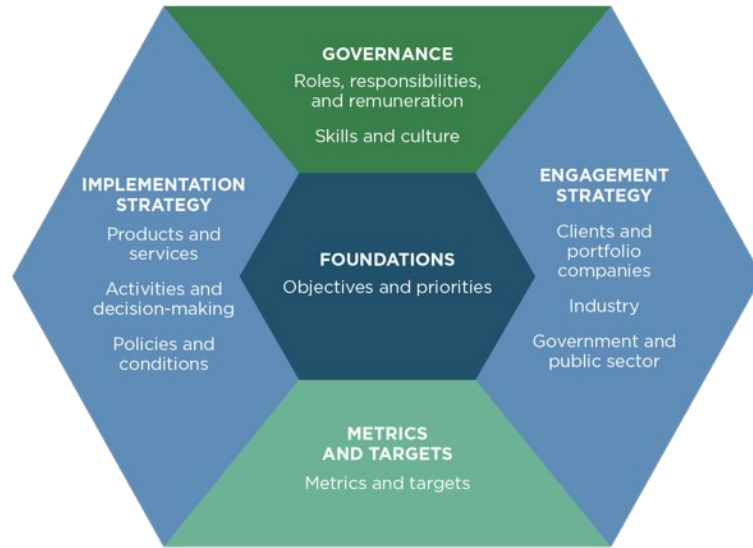 GOVERNANCE
Roles, responsibilities,
and remuneration
Skills and culture
IMPLEMENTATION
STRATEGY
Products and
services
Activities and
decision-making
Policies and
conditions
FOUNDATIONS
Objectives and priorities
ENGAGEMENT
STRATEGY
Clients and
portfolio
companies
Industry
Government and
public sector
METRICS
AND TARGETS
Metrics and targets